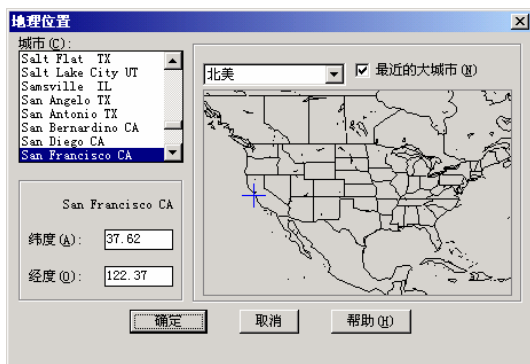 地理位置
城市(C):
Salt Flat TX
Salt Lake City UT
Samsville IL
San Angelo TX
San Antonio TX
San Bernardino CA
San Diego CA
San Francisco CA
北美
最近的大城市(N)
San Francisco CA
纬度(A): 37.62
经度(O): 122.37
确定
取消
帮助(H)